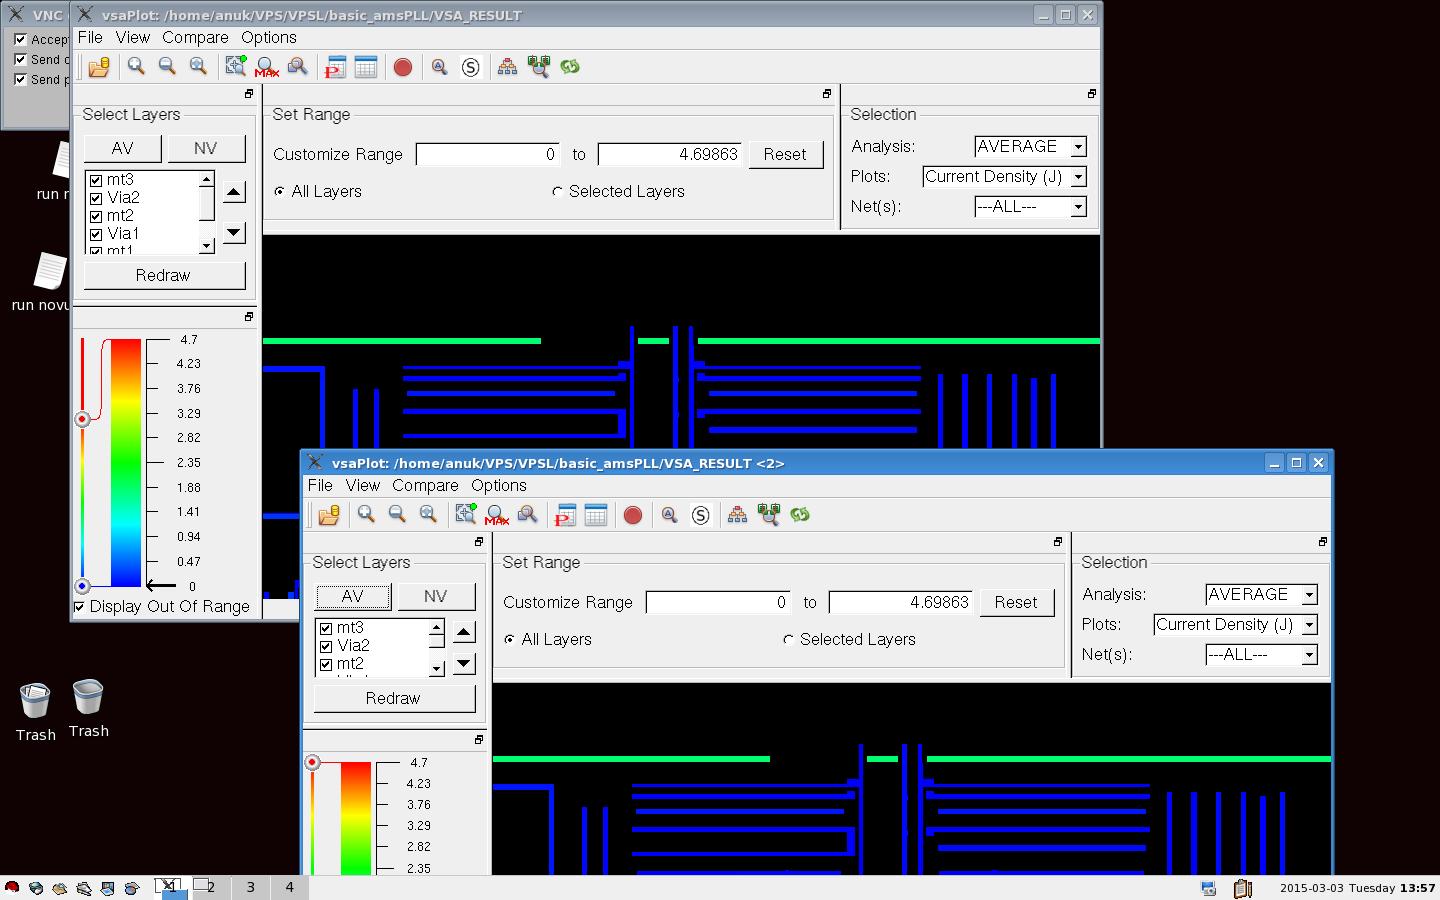 VNC
Accep
Send
Send p
vsaPlot: /home/anuk/VPS/VPSL/basic_amsPLL/VSA_RESULT
File View Compare Options
MAX P S
Select Layers
AV NV
mt3
Via2
mt2
Via1
mt1
Redraw
Set Range
Customize Range 0 to 4.69863 Reset
All Layers Selected Layers
Selection
Analysis: AVERAGE
Plots: Current Density (J)
Net(s): ---ALL---
4.7
4.23
3.76
3.29
2.82
2.35
1.88
1.41
0.94
0.47
0
Display Out Of Range
run
run novu
Trash
Trash
vsaPlot: /home/anuk/VPS/VPSL/basic_amsPLL/VSA_RESULT <2>
File View Compare Options
MAX P S
Select Layers
AV NV
mt3
Via2
mt2
Redraw
Set Range
Customize Range 0 to 4.69863 Reset
All Layers Selected Layers
Selection
Analysis: AVERAGE
Plots: Current Density (J)
Net(s): ---ALL---
4.7
4.23
3.76
3.29
2.82
2.35
1 2 3 4
2015-03-03 Tuesday 13:57